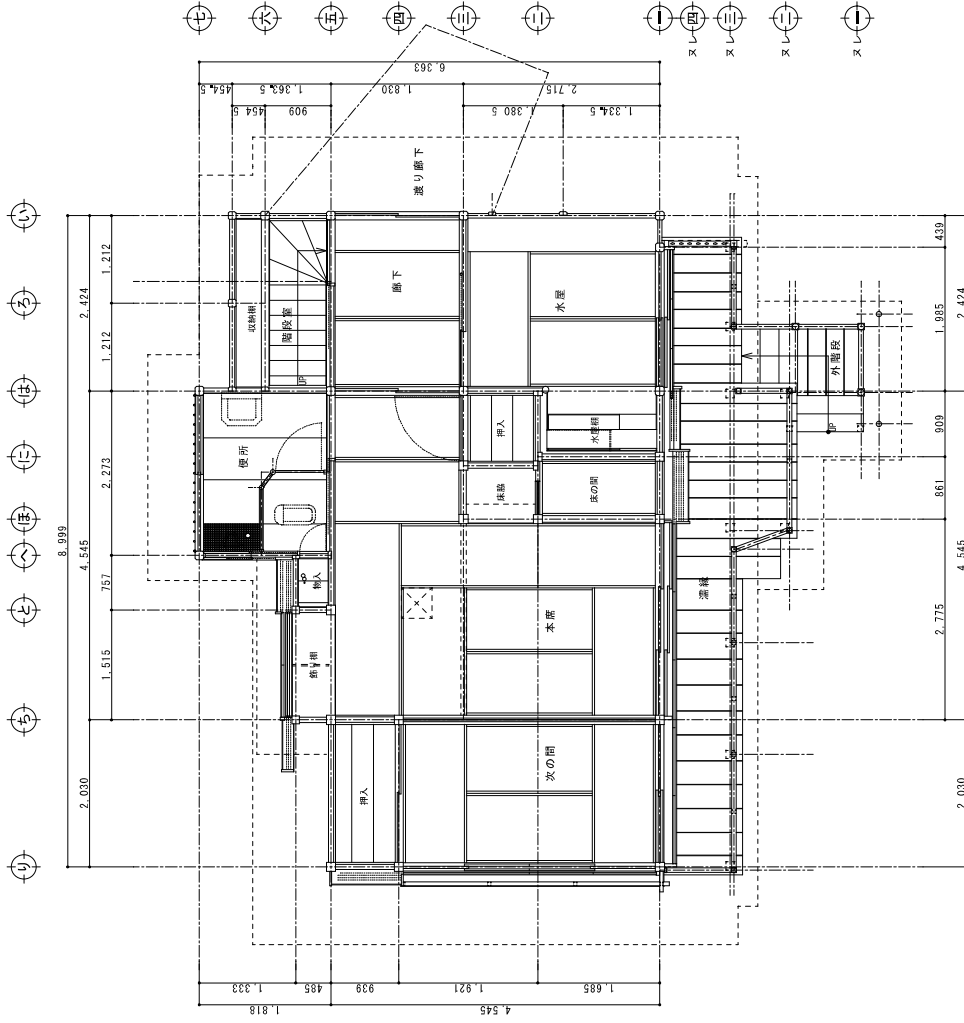 七
六
五
四
三
二
一
ヌレ四
ヌレ三
ヌレ二
ヌレ一
6.363
454.5
1.363.5
1.830
2.715
454.5
909
1.380.5
1.334.5
渡り廊下
い
ろ
は
に
ほ
へ
と
ち
り
8.999
2.424
2.273
4.545
2.030
1.212
1.212
757
1.515
収納棚
階段室
UP
廊下
水屋
便所
押入
水屋棚
床脇
床の間
物入
飾り棚
本席
濡縁
外階段
UP
押入
次の間
439
1.985
2.424
909
861
4.545
2.775
2.030
1.333
485
939
1.921
1.685
1.818
4.545